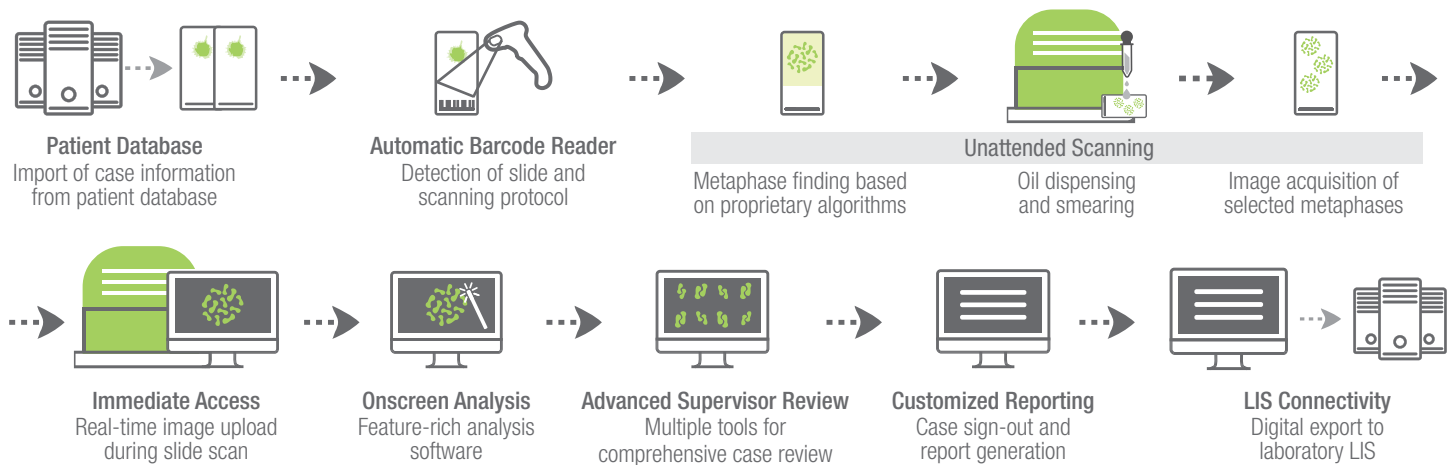 Patient Database
Import of case information
from patient database
Automatic Barcode Reader
Detection of slide and
scanning protocol
Unattended Scanning
Metaphase finding based
on proprietary algorithms
Oil dispensing
and smearing
Image acquisition of
selected metaphases
Immediate Access
Real-time image upload
during slide scan
Onscreen Analysis
Feature-rich analysis
software
Advanced Supervisor Review
Multiple tools for
comprehensive case review
Customized Reporting
Case sign-out and
report generation
LIS Connectivity
Digital export to
laboratory LIS